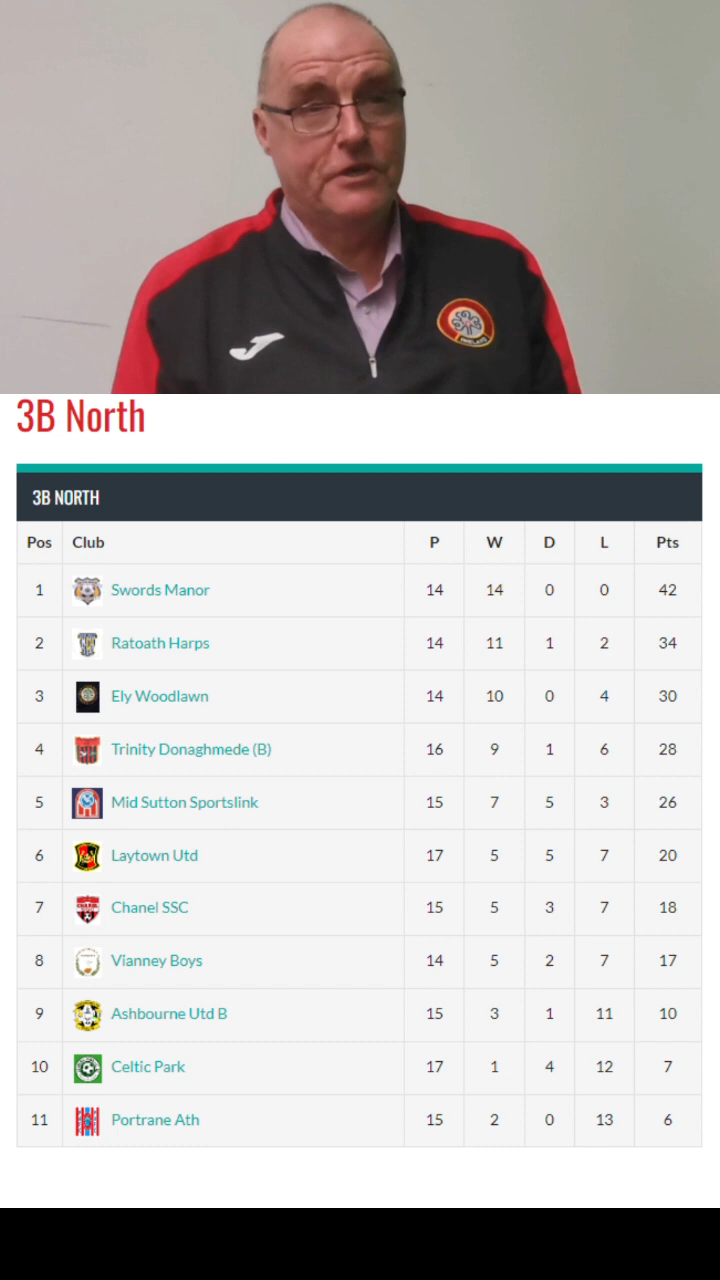 IRELAND
3B North
3B NORTH
Pos Club P W D L Pts
1 Swords Manor 14 14 0 0 42
2 Ratoath Harps 14 11 1 2 34
3 Ely Woodlawn 14 10 0 4 30
4 Trinity Donaghmede (B) 16 9 1 6 28
5 Mid Sutton Sportslink 15 7 5 3 26
6 Laytown Utd 17 5 5 7 20
7 Chanel SSC 15 5 3 7 18
8 Vianney Boys 14 5 2 7 17
9 Ashbourne Utd B 15 3 1 11 10
10 Celtic Park 17 1 4 12 7
11 Portrane Ath 15 2 0 13 6